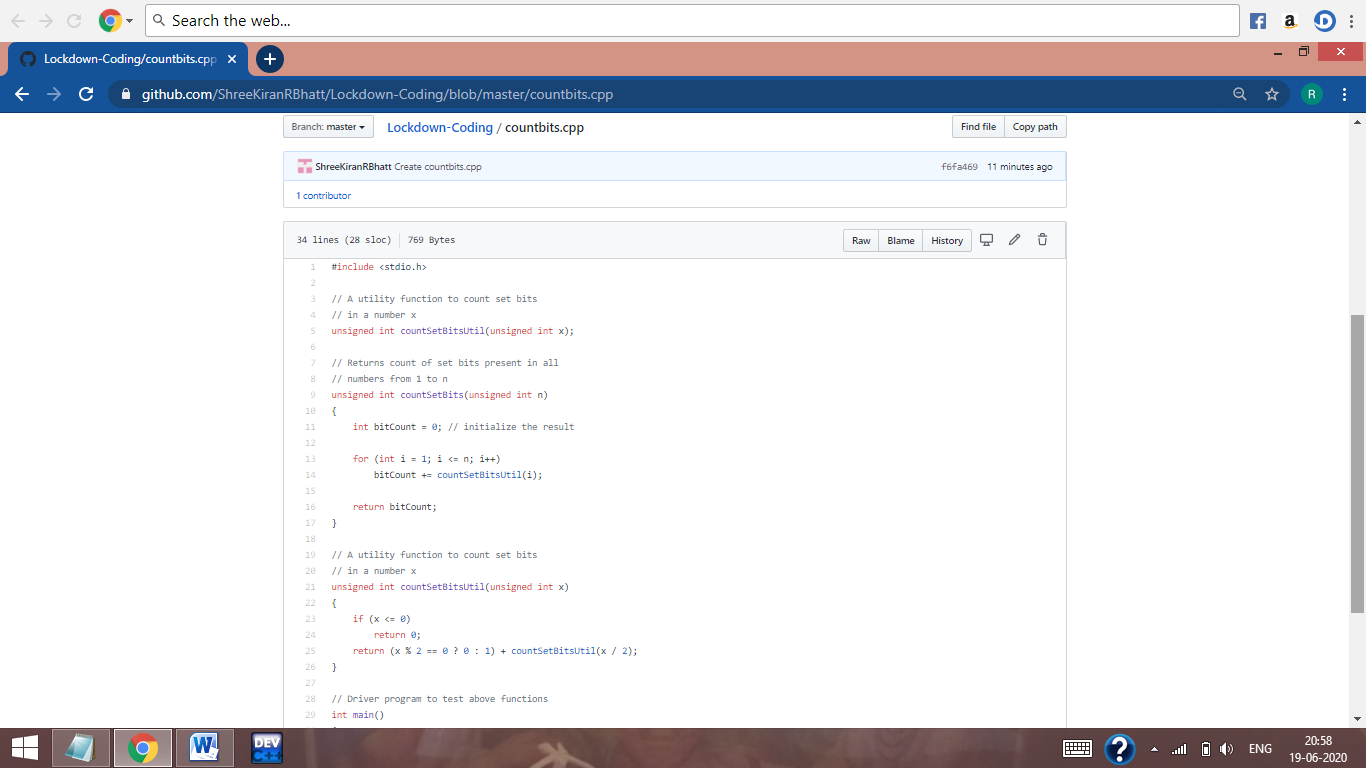 Search the web...
Lockdown-Coding/countbits.cpp
github.com/ShreeKiranRBhatt/Lockdown-Coding/blob/master/countbits.cpp
R
Branch: master
Lockdown-Coding / countbits.cpp
Find file
Copy path
ShreeKiranRBhatt Create countbits.cpp
f6fa469 11 minutes ago
1 contributor
34 lines (28 sloc) 769 Bytes
Raw Blame History
1 #include <stdio.h>
2
3 // A utility function to count set bits
4 // in a number x
5 unsigned int countSetBitsUtil(unsigned int x);
6
7 // Returns count of set bits present in all
8 // numbers from 1 to n
9 unsigned int countSetBits(unsigned int n)
10 {
11 int bitCount = 0; // initialize the result
12
13 for (int i = 1; i <= n; i++)
14 bitCount += countSetBitsUtil(i);
15
16 return bitCount;
17 }
18
19 // A utility function to count set bits
20 // in a number x
21 unsigned int countSetBitsUtil(unsigned int x)
22 {
23 if (x <= 0)
24 return 0;
25 return (x % 2 == 0 ? 0 : 1) + countSetBitsUtil(x / 2);
26 }
27
28 // Driver program to test above functions
29 int main()
DEV
C++
ENG
20:58
19-06-2020